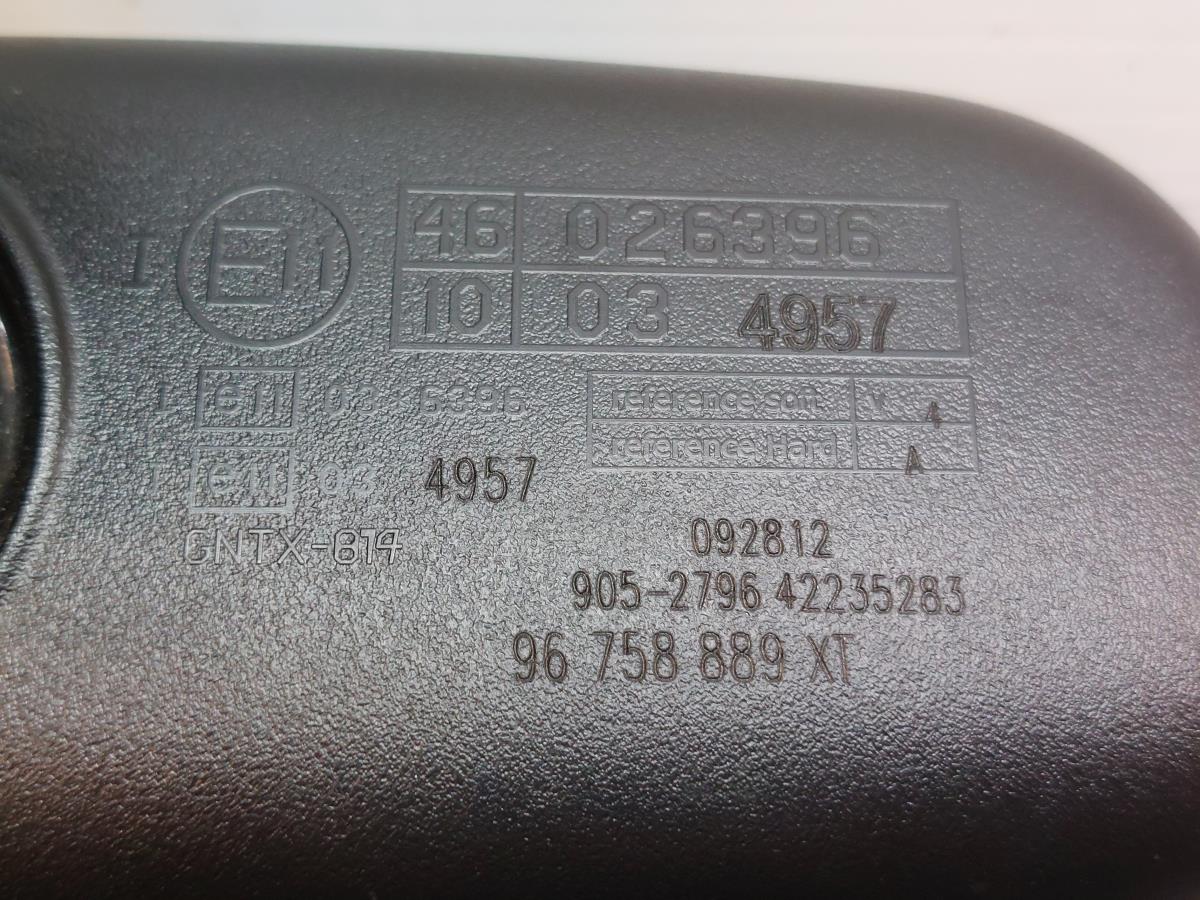 I E11 46 026396
10 03 4957
I e11 03 6396 reference soft V 4
I e11 03 4957 reference Hard A
GNTX-814
092812
905-2796 42235283
96 758 889 XT